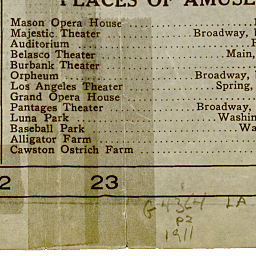 PLACES OF AMUSE
Mason Opera House
Majestic Theater Broadway,
Auditorium
Belasco Theater Main,
Burbank Theater
Orpheum Broadway,
Los Angeles Theater Spring,
Grand Opera House
Pantages Theater Broadway,
Luna Park Washin
Baseball Park Wa
Alligator Farm
Cawston Ostrich Farm
2 23
G4364 LA
P2
1911